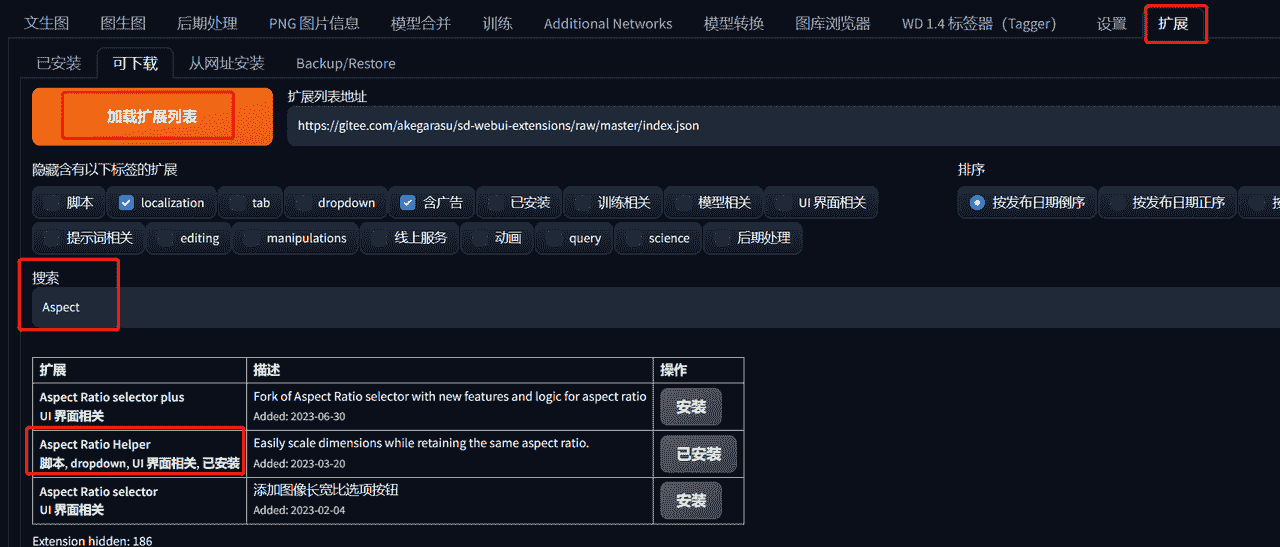 文生图 图生图 后期处理 PNG 图片信息 模型合并 训练 Additional Networks 模型转换 图库浏览器 WD 1.4 标签器（Tagger） 设置 扩展
已安装 可下载 从网址安装 Backup/Restore
加载扩展列表
扩展列表地址
https://gitee.com/akegarasu/sd-webui-extensions/raw/master/index.json
隐藏含有以下标签的扩展
脚本 localization tab dropdown 含广告 已安装 训练相关 模型相关 UI 界面相关
提示词相关 editing manipulations 线上服务 动画 query science 后期处理
排序
按发布日期倒序 按发布日期正序
搜索
Aspect
扩展 描述 操作
Aspect Ratio selector plus
UI 界面相关
Fork of Aspect Ratio selector with new features and logic for aspect ratio
Added: 2023-06-30
安装
Aspect Ratio Helper
脚本, dropdown, UI 界面相关, 已安装
Easily scale dimensions while retaining the same aspect ratio.
Added: 2023-03-20
已安装
Aspect Ratio selector
UI 界面相关
添加图像长宽比选项按钮
Added: 2023-02-04
安装
Extension hidden: 186